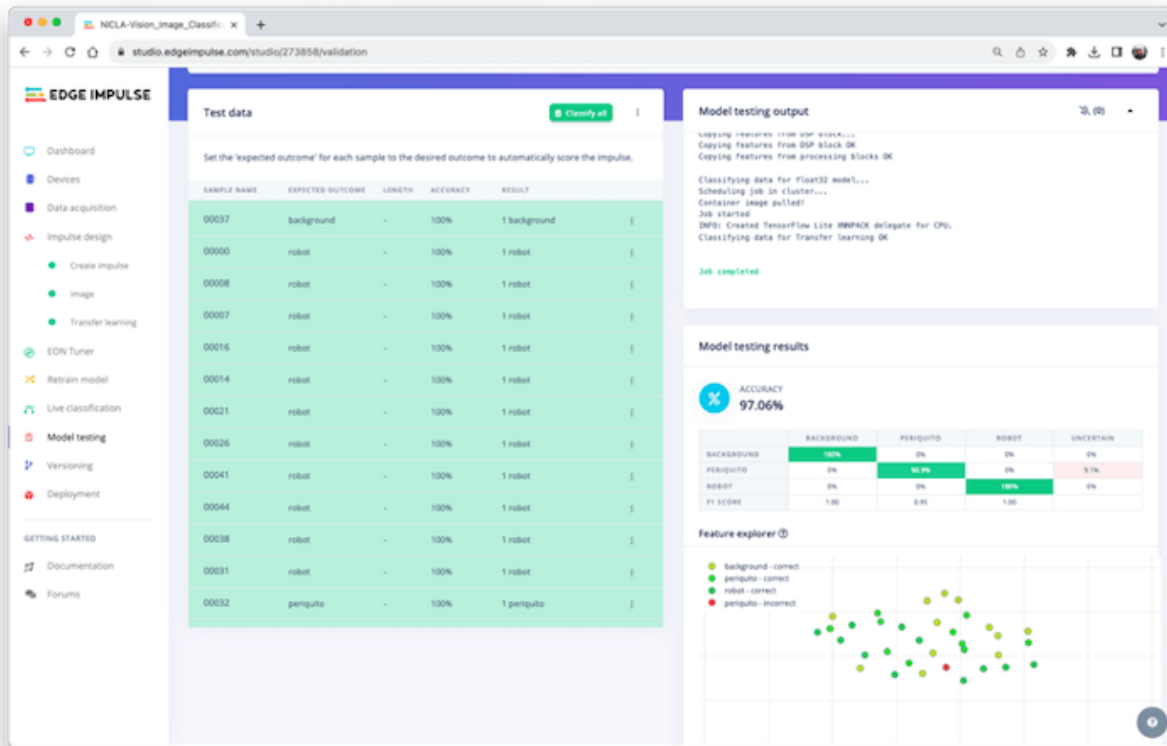 NICLA-Vision_Image_Classific
studio.edgeimpulse.com/studio/273858/validation
EDGE IMPULSE
Dashboard
Devices
Data acquisition
Impulse design
Create impulse
Image
Transfer learning
EON Tuner
Retrain model
Live classification
Model testing
Versioning
Deployment
GETTING STARTED
Documentation
Forums
Test data
Classify all
Set the 'expected outcome' for each sample to the desired outcome to automatically score the impulse.
SAMPLE NAME EXPECTED OUTCOME LENGTH ACCURACY RESULT
00037 background - 100% 1 background
00000 robot - 100% 1 robot
00008 robot - 100% 1 robot
00007 robot - 100% 1 robot
00016 robot - 100% 1 robot
00014 robot - 100% 1 robot
00021 robot - 100% 1 robot
00026 robot - 100% 1 robot
00041 robot - 100% 1 robot
00044 robot - 100% 1 robot
00038 robot - 100% 1 robot
00031 robot - 100% 1 robot
00032 periquito - 100% 1 periquito
Model testing output
(0)
Copying features from DSP block...
Copying features from DSP block OK
Copying features from processing blocks OK
Classifying data for float32 model...
Scheduling job in cluster...
Container image pulled!
Job started
INFO: Created TensorFlow Lite XNNPACK delegate for CPU.
Classifying data for Transfer learning OK
Job completed
Model testing results
%
ACCURACY
97.06%
BACKGROUND PERIQUITO ROBOT UNCERTAIN
BACKGROUND 100% 0% 0% 0%
PERIQUITO 0% 90.9% 0% 9.1%
ROBOT 0% 0% 100% 0%
F1 SCORE 1.00 0.95 1.00
Feature explorer
background - correct
periquito - correct
robot - correct
periquito - incorrect